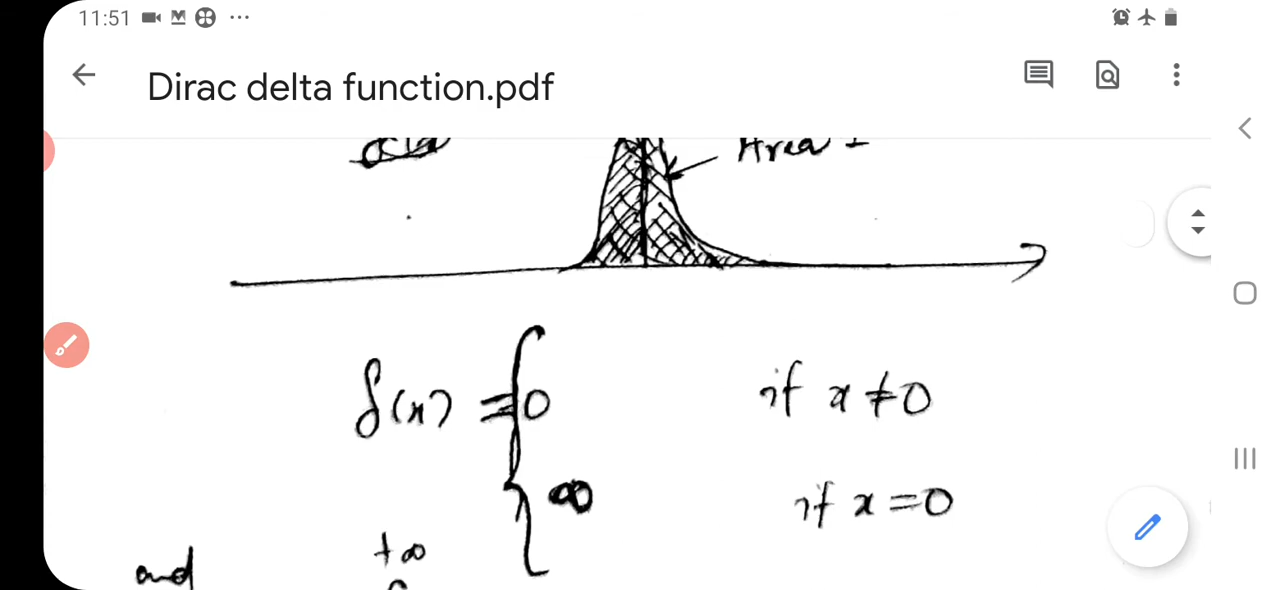 11:51
Dirac delta function.pdf
Area
δ(x) = { 0 if x ≠ 0
∞ if x = 0
and +∞